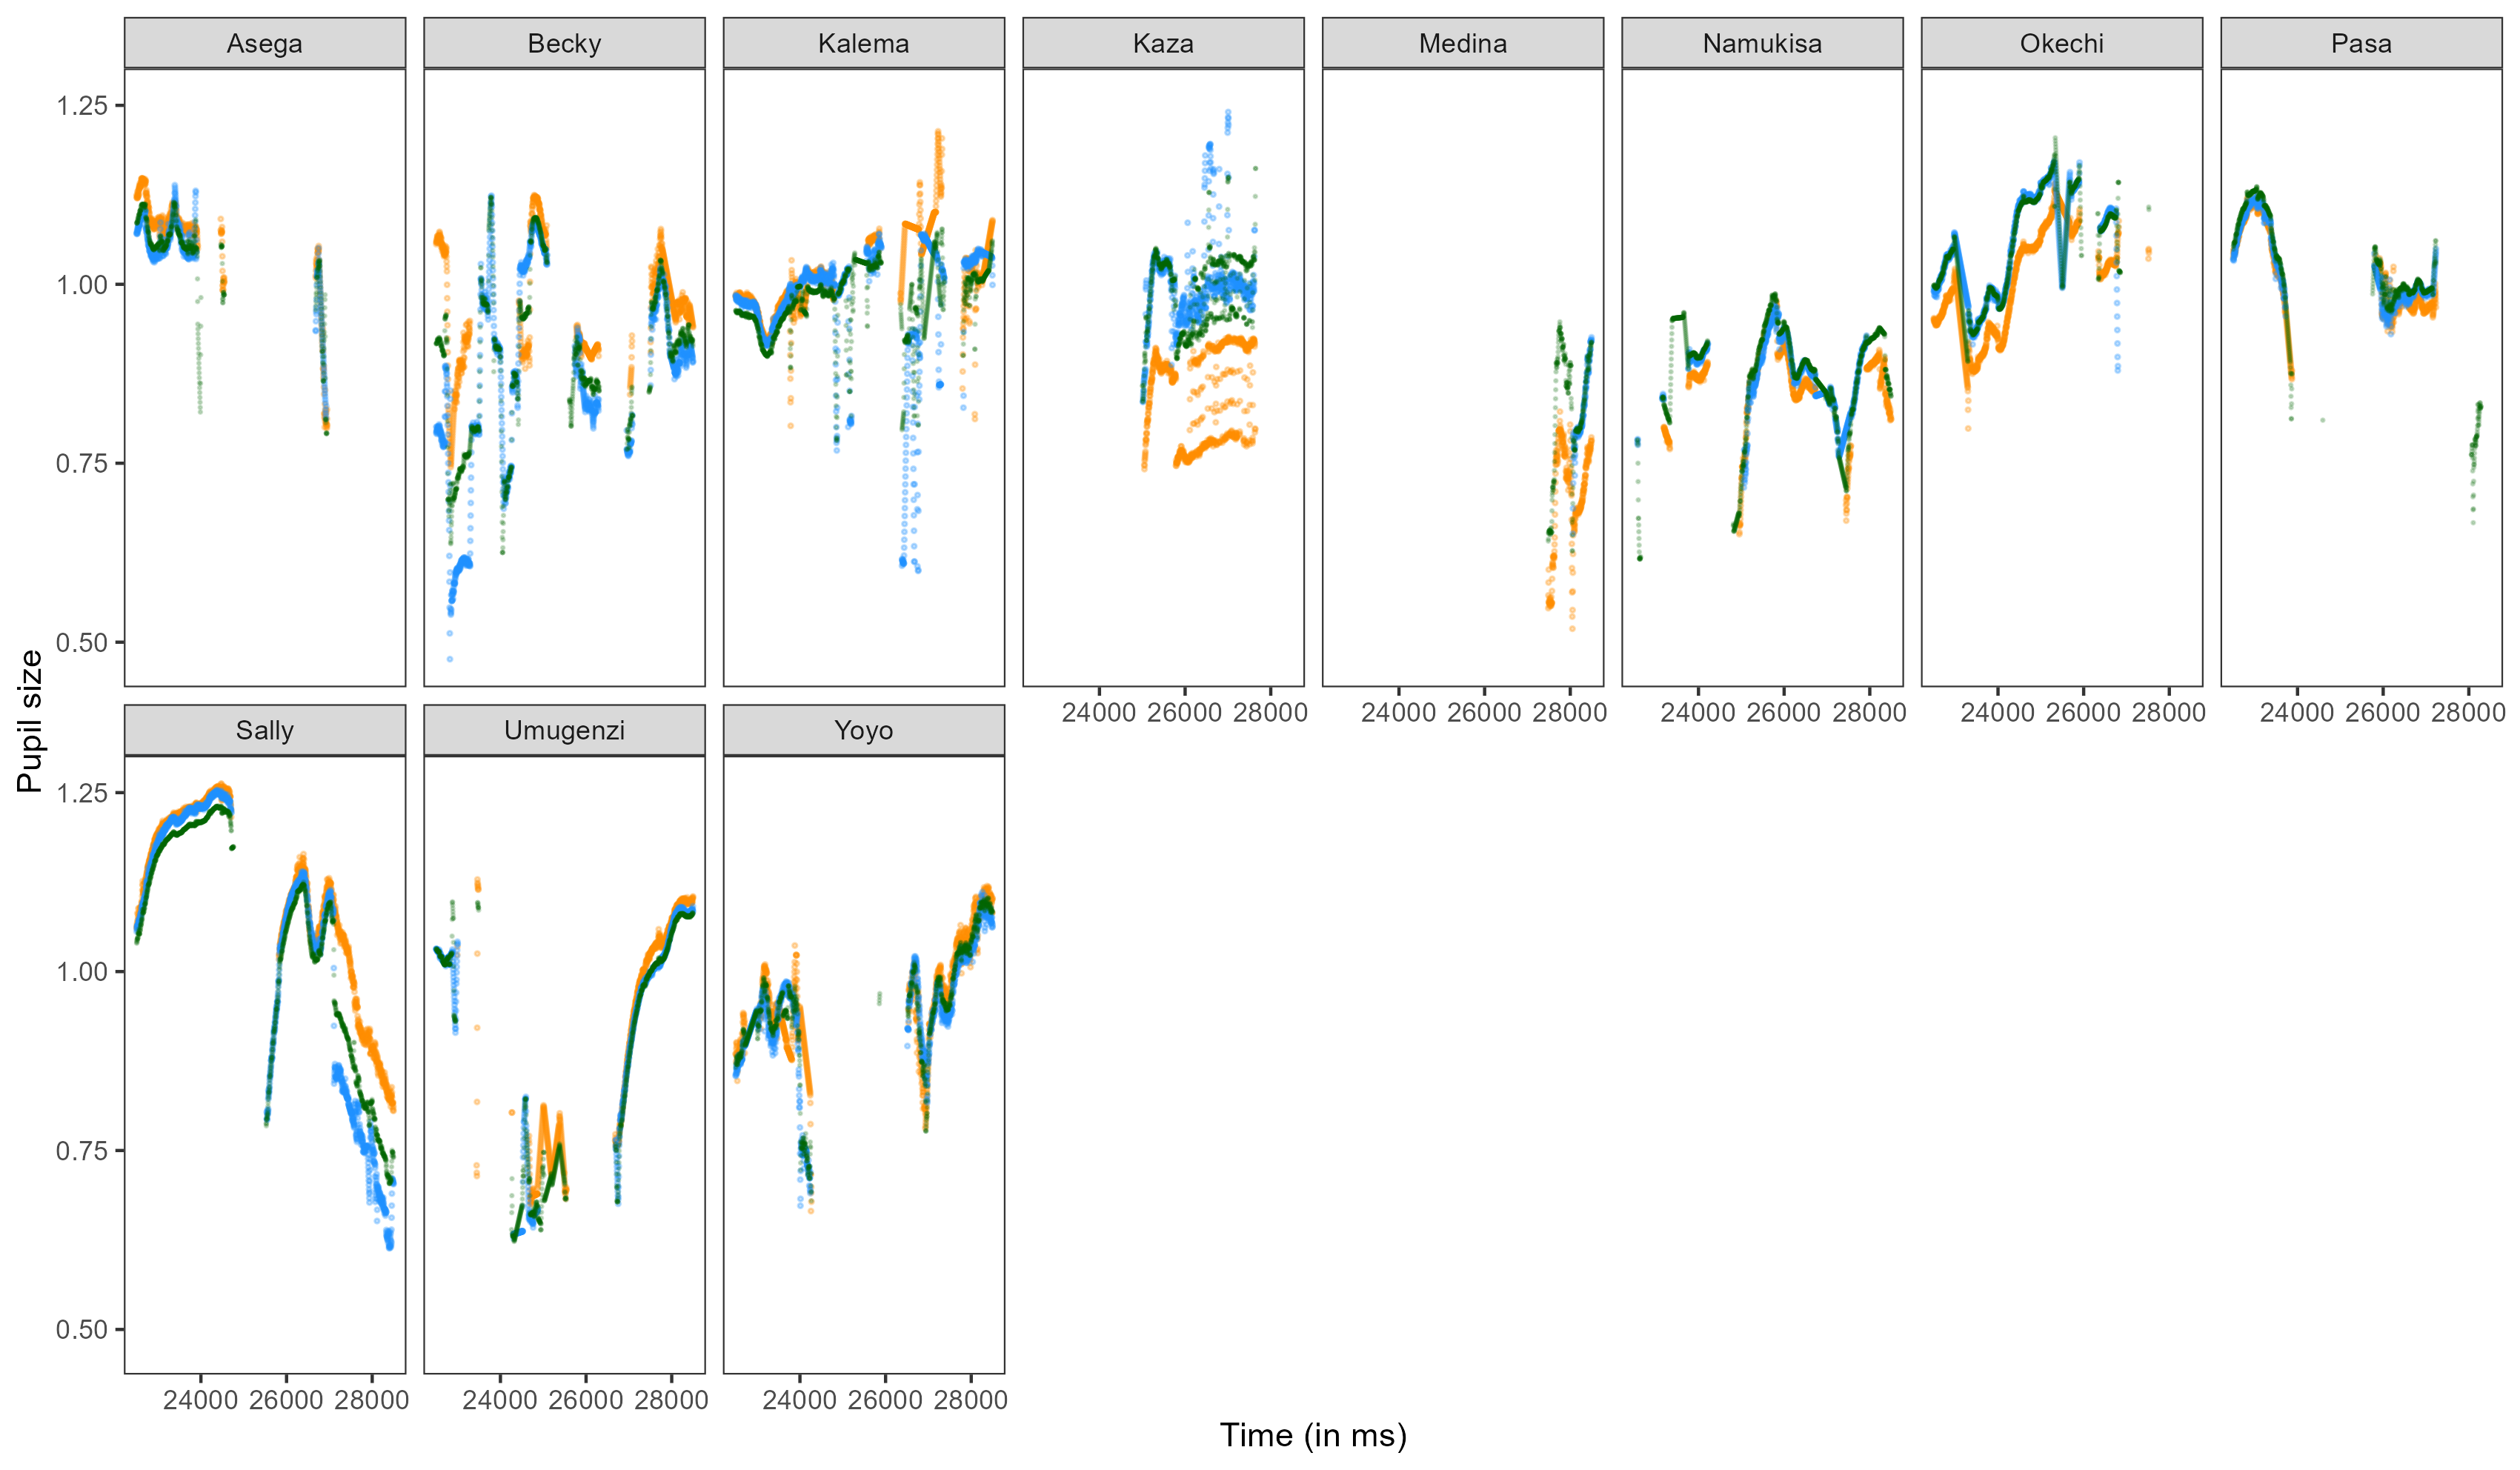 Asega Becky Kalema Kaza Medina Namukisa Okechi Pasa
1.25
1.00
0.75
0.50
24000 26000 28000 24000 26000 28000 24000 26000 28000 24000 26000 28000 24000 26000 28000
Sally Umugenzi Yoyo
Pupil size
1.25
1.00
0.75
0.50
24000 26000 28000 24000 26000 28000 24000 26000 28000
Time (in ms)